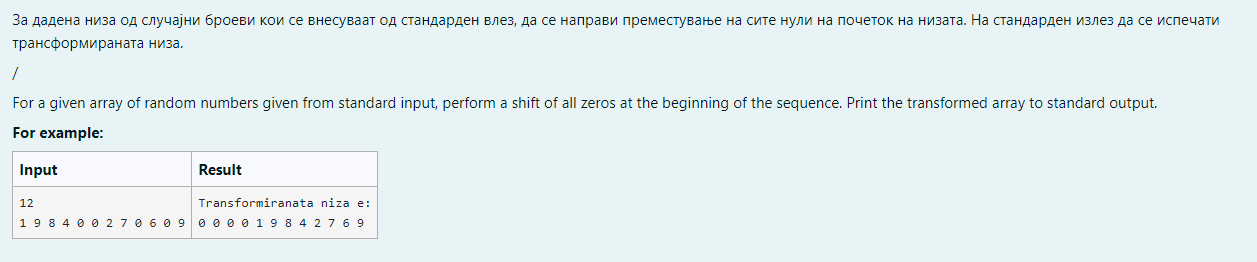 За дадена низа од случајни броеви кои се внесуваат од стандарден влез, да се направи преместување на сите нули на почеток на низата. На стандарден излез да се испечати
трансформираната низа.
/
For a given array of random numbers given from standard input, perform a shift of all zeros at the beginning of the sequence. Print the transformed array to standard output.
For example:
Input Result
12 Transformiranata niza e:
1 9 8 4 0 0 2 7 0 6 0 9 0 0 0 0 1 9 8 4 2 7 6 9